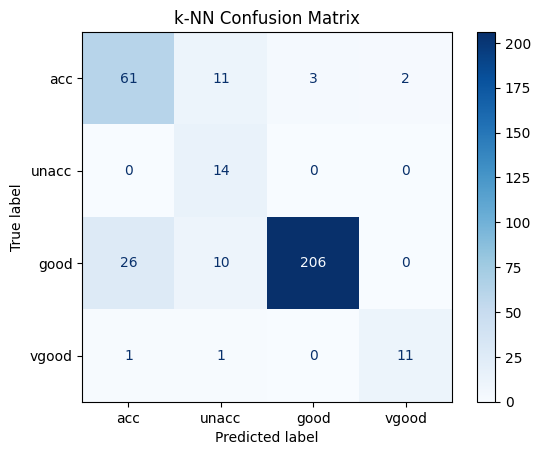 k-NN Confusion Matrix
acc 61 11 3 2
unacc 0 14 0 0
good 26 10 206 0
vgood 1 1 0 11
acc unacc good vgood
True label
Predicted label
200
175
150
125
100
75
50
25
0